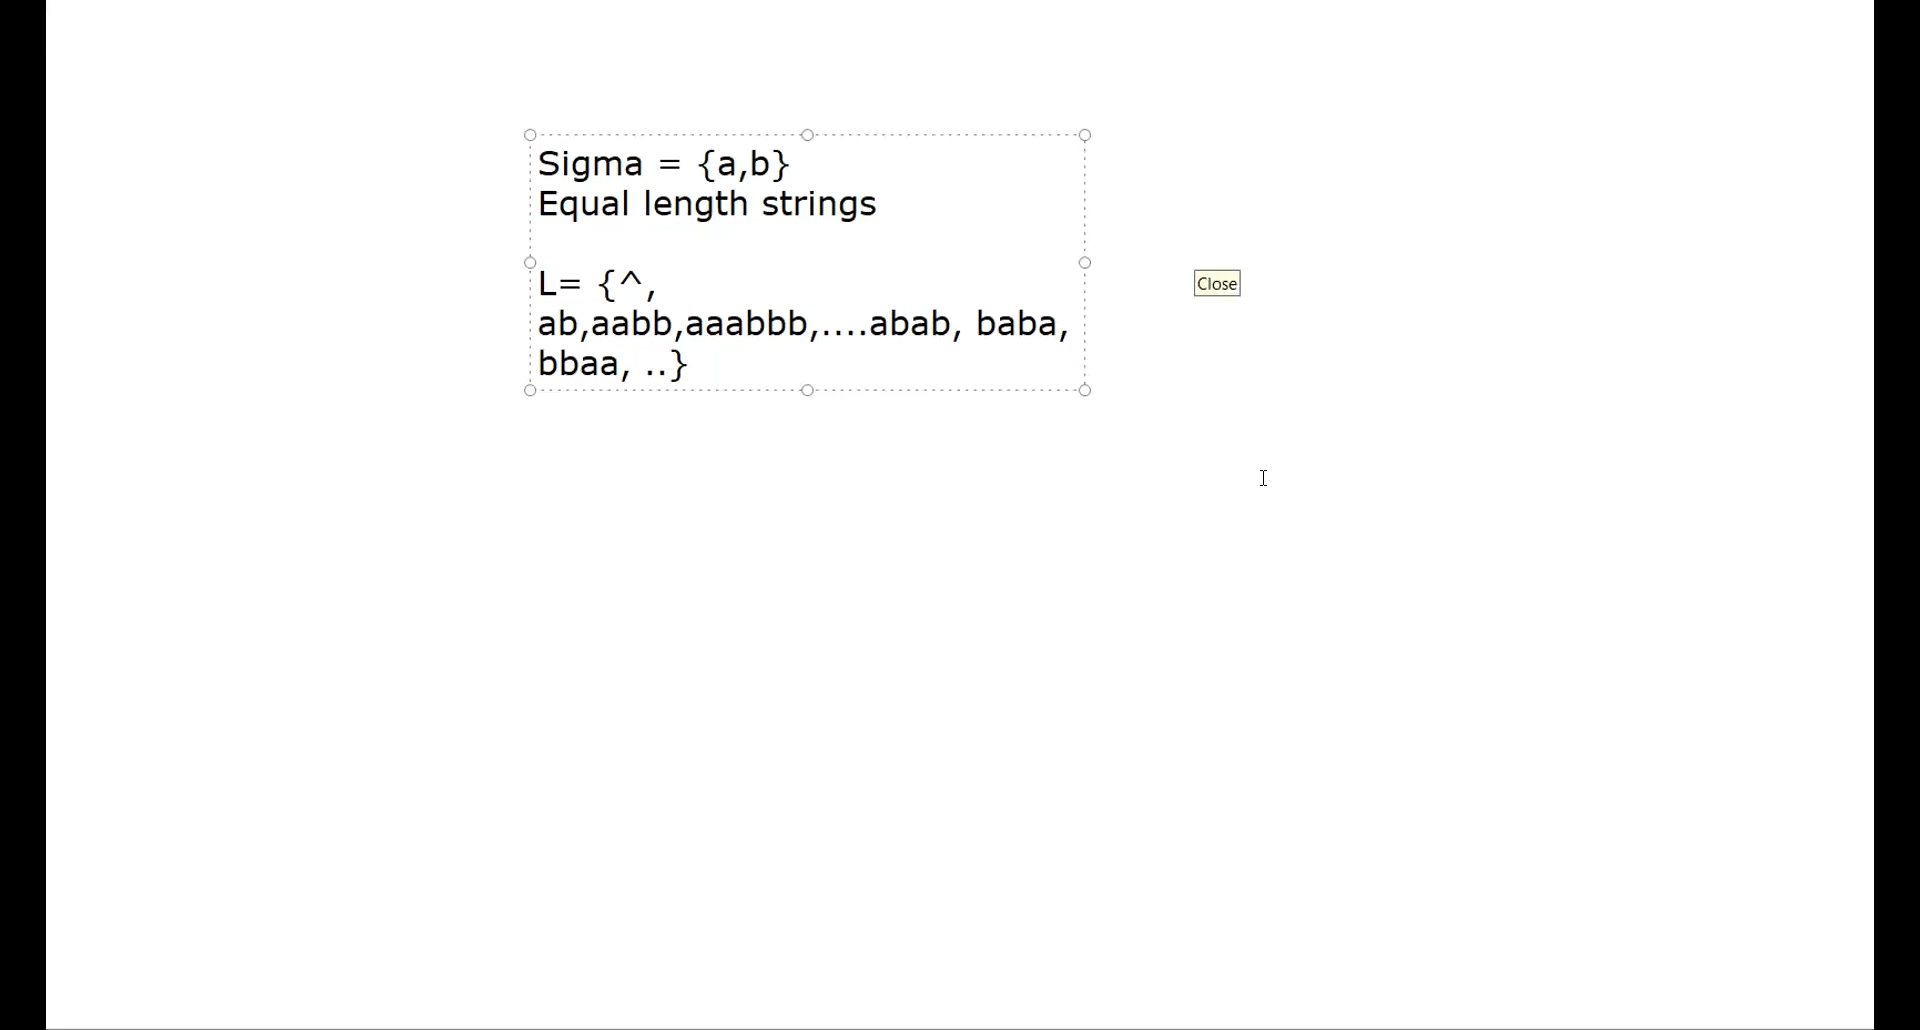 Sigma = {a,b}
Equal length strings
L= {^,
ab,aabb,aaabbb,....abab, baba,
bbaa, ..}
Close